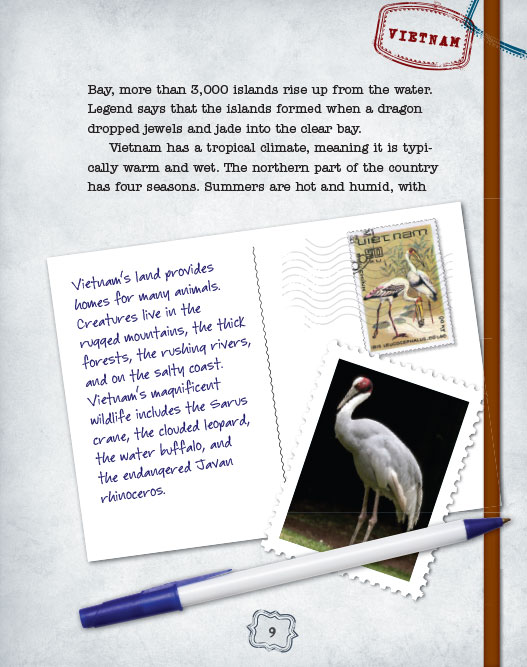 VIETNAM
Bay, more than 3,000 islands rise up from the water.
Legend says that the islands formed when a dragon
dropped jewels and jade into the clear bay.
Vietnam has a tropical climate, meaning it is typi-
cally warm and wet. The northern part of the country
has four seasons. Summers are hot and humid, with
Vietnam's land provides
homes for many animals.
Creatures live in the
rugged mountains, the thick
forests, the rushing rivers,
and on the salty coast.
Vietnam's magnificent
wildlife includes the Sarus
crane, the clouded leopard,
the water buffalo, and
the endangered Javan
rhinoceros.
VIET NAM
IBIS LEUCOCEPHALUS
9